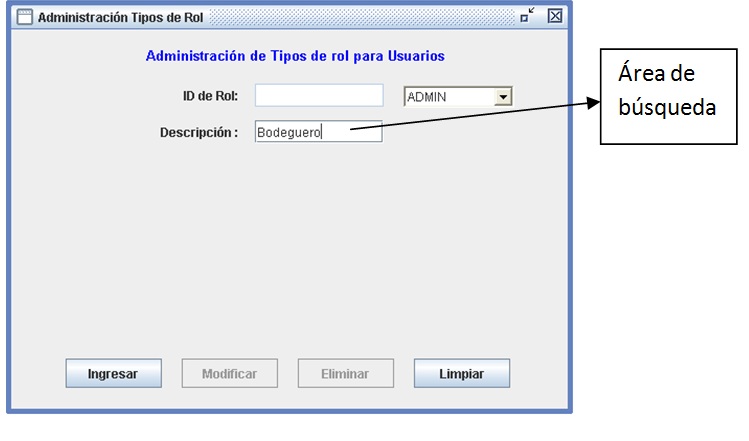 Administración Tipos de Rol
Administración de Tipos de rol para Usuarios
ID de Rol:
ADMIN
Descripción :
Bodeguero
Área de
búsqueda
Ingresar
Modificar
Eliminar
Limpiar